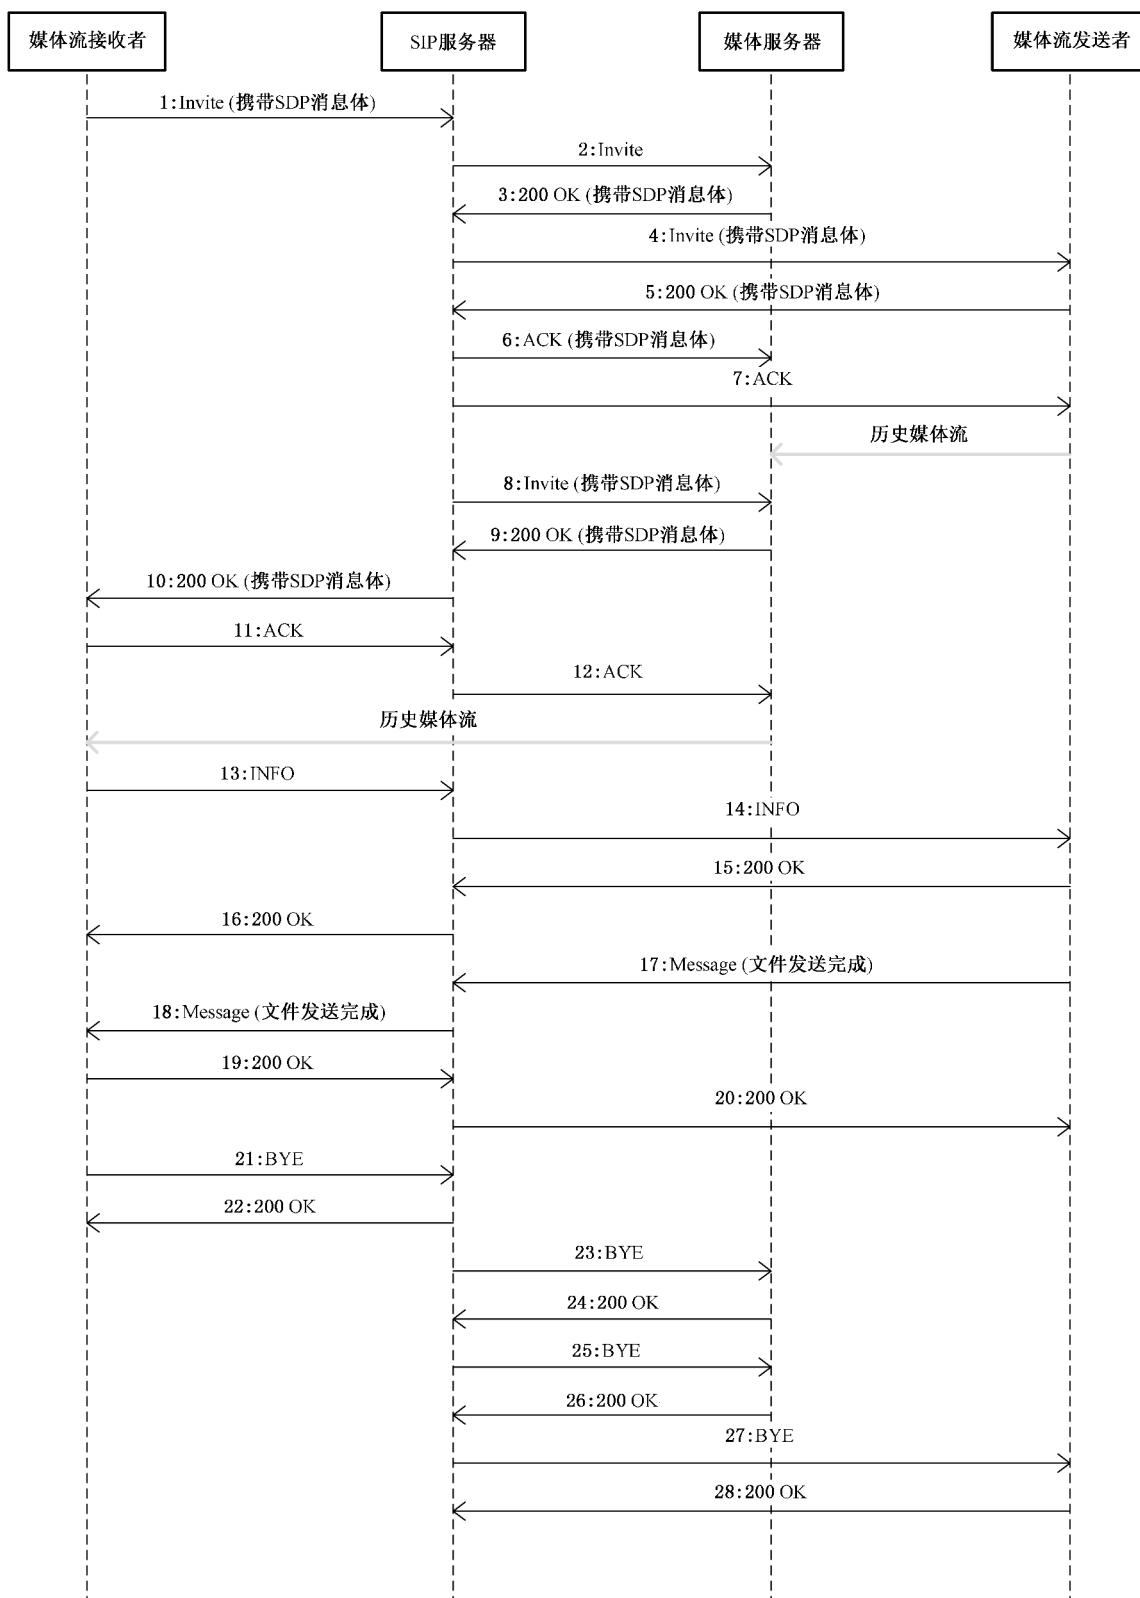 媒体流接收者
SIP服务器
媒体服务器
媒体流发送者
1:Invite (携带SDP消息体)
2:Invite
3:200 OK (携带SDP消息体)
4:Invite (携带SDP消息体)
5:200 OK (携带SDP消息体)
6:ACK (携带SDP消息体)
7:ACK
历史媒体流
8:Invite (携带SDP消息体)
9:200 OK (携带SDP消息体)
10:200 OK (携带SDP消息体)
11:ACK
12:ACK
历史媒体流
13:INFO
14:INFO
15:200 OK
16:200 OK
17:Message (文件发送完成)
18:Message (文件发送完成)
19:200 OK
20:200 OK
21:BYE
22:200 OK
23:BYE
24:200 OK
25:BYE
26:200 OK
27:BYE
28:200 OK